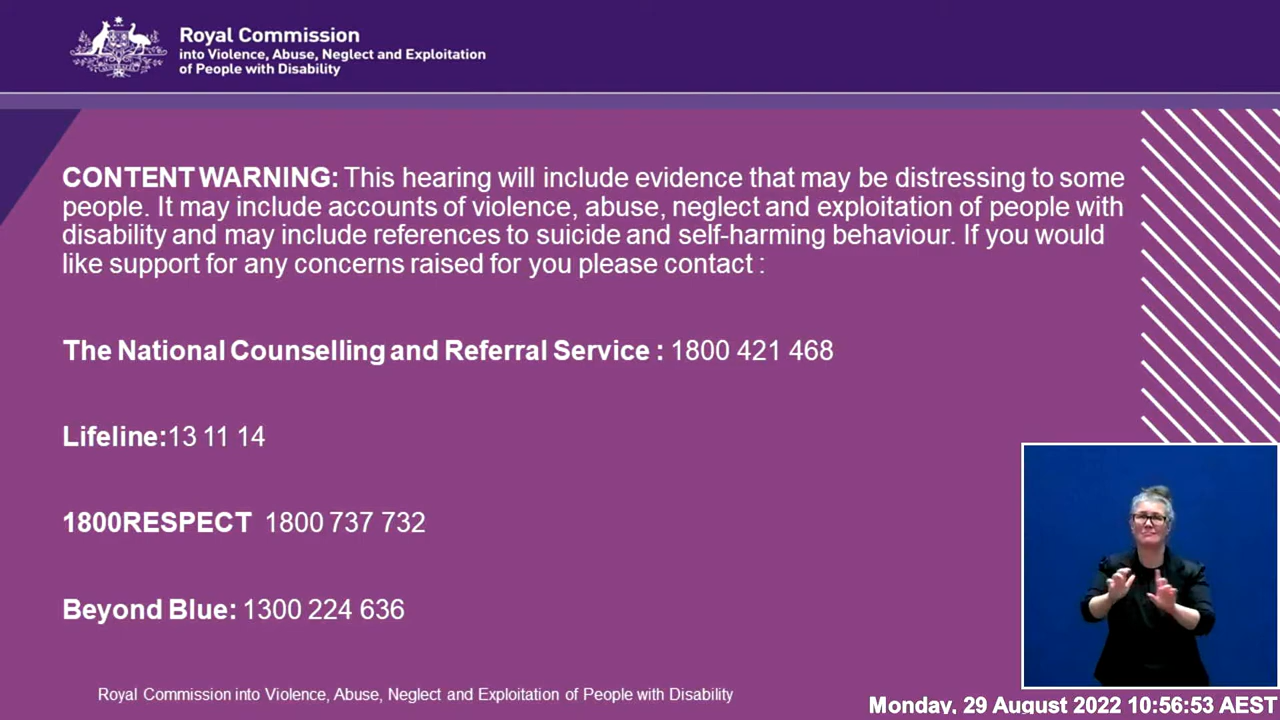 Royal Commission
into Violence, Abuse, Neglect and Exploitation
of People with Disability
CONTENT WARNING: This hearing will include evidence that may be distressing to some
people. It may include accounts of violence, abuse, neglect and exploitation of people with
disability and may include references to suicide and self-harming behaviour. If you would
like support for any concerns raised for you please contact :
The National Counselling and Referral Service : 1800 421 468
Lifeline:13 11 14
1800RESPECT 1800 737 732
Beyond Blue: 1300 224 636
Royal Commission into Violence, Abuse, Neglect and Exploitation of People with Disability
Monday, 29 August 2022 10:56:53 AEST